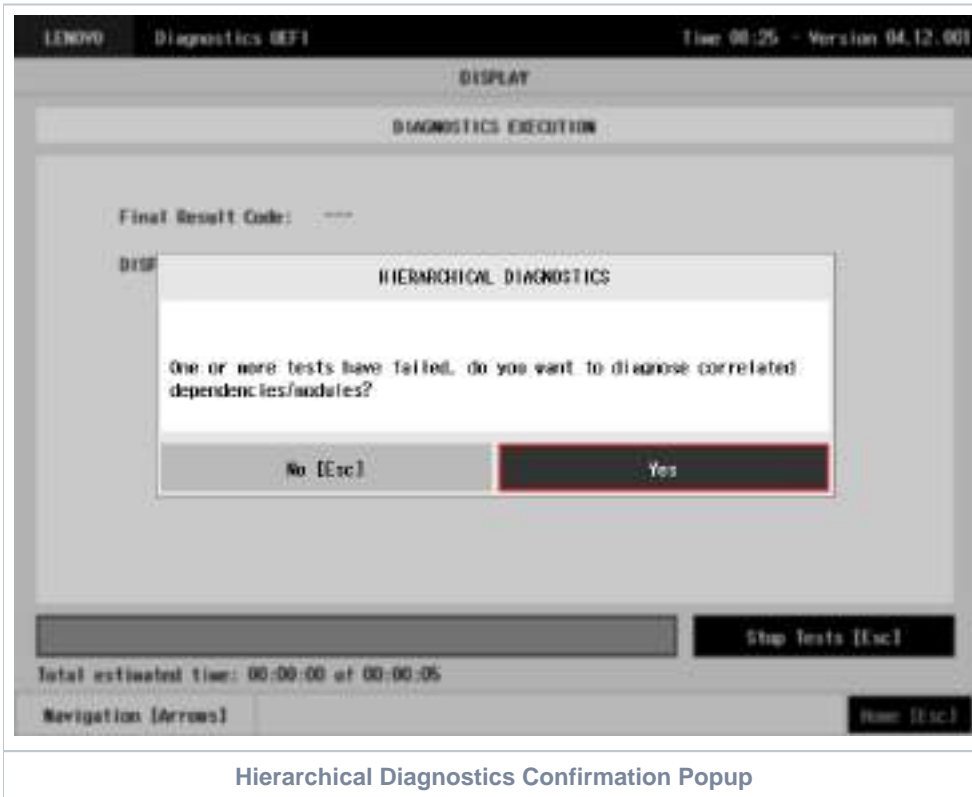 LENOVO Diagnostics UEFI Time 00:25 - Version 04.12.001
DISPLAY
DIAGNOSTICS EXECUTION
Final Result Code: ---
DISP
HIERARCHICAL DIAGNOSTICS
One or more tests have failed, do you want to diagnose correlated
dependencies/modules?
No [Esc] Yes
Stop Tests [Esc]
Total estimated time: 00:00:00 of 00:00:05
Navigation [Arrows] Home [Esc]
Hierarchical Diagnostics Confirmation Popup